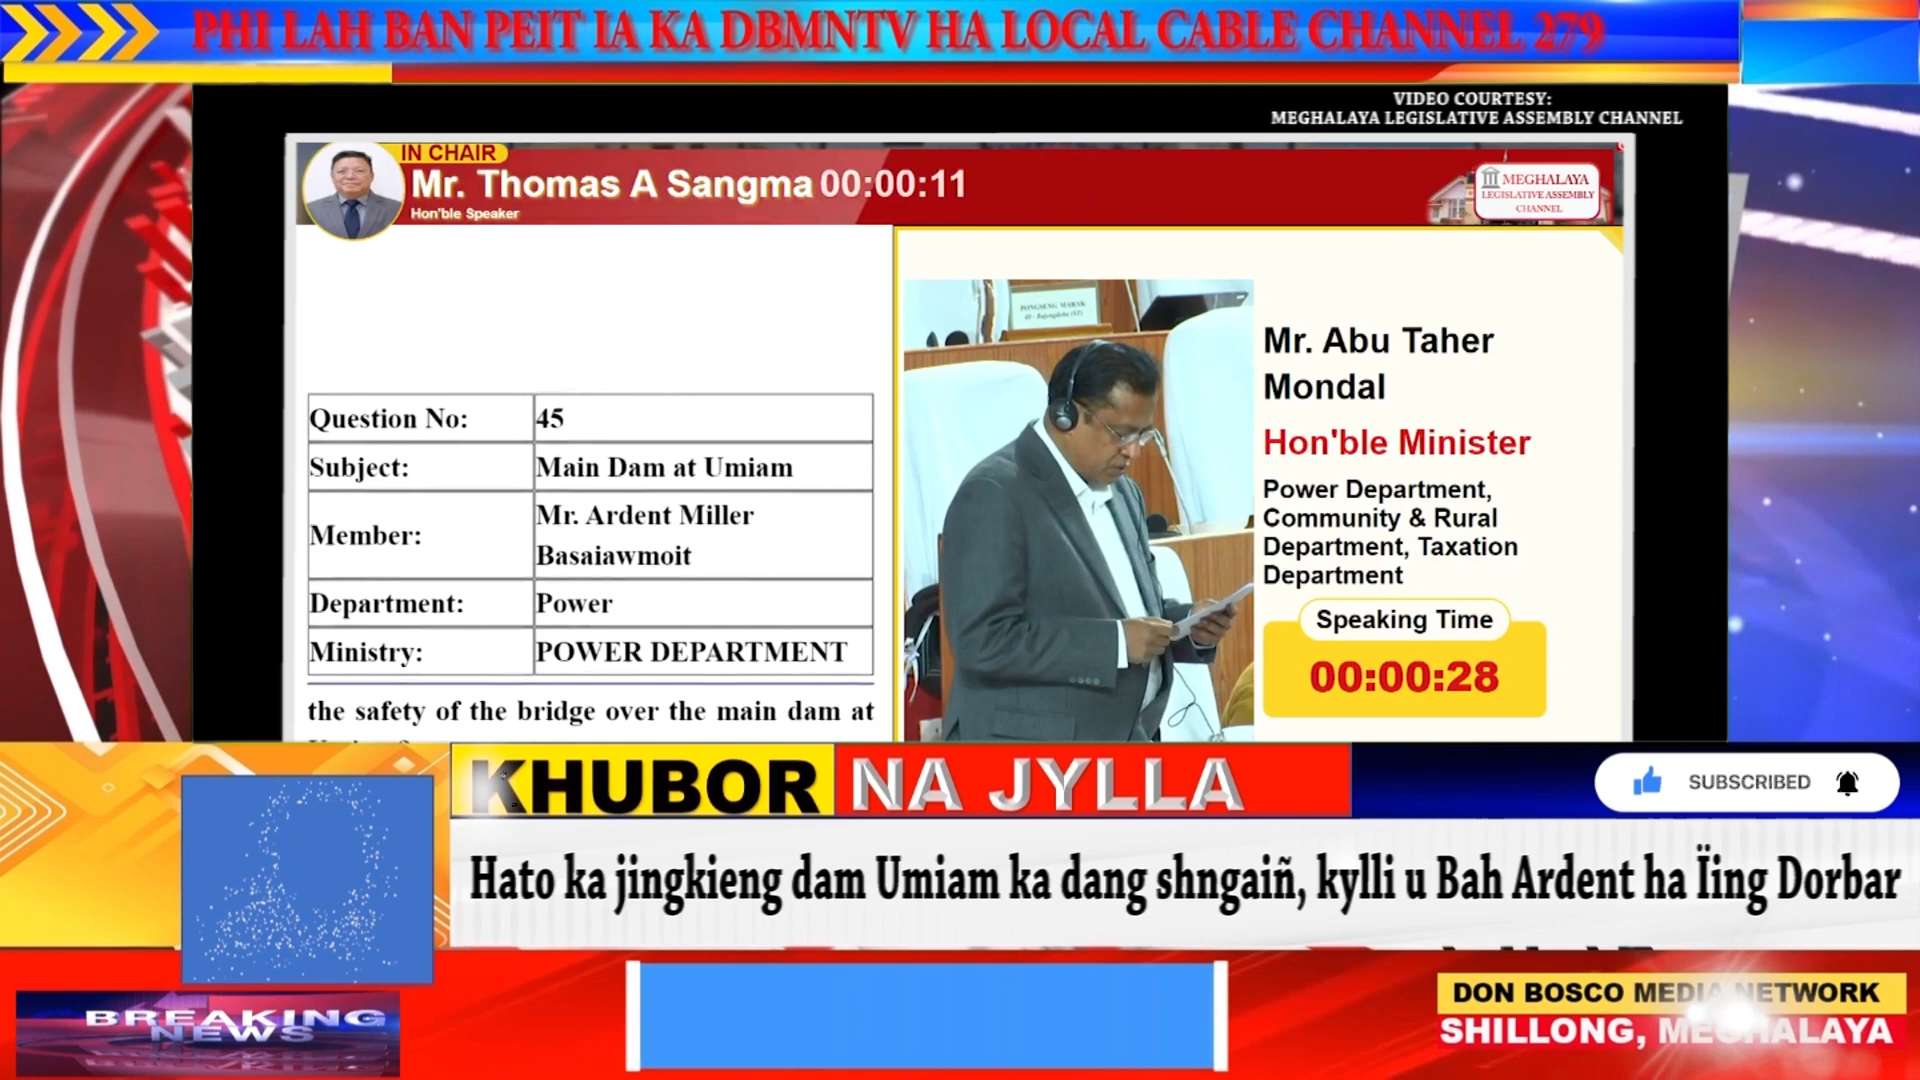 PHI LAH BAN PEIT IA KA DBMNTV HA LOCAL CABLE CHANNEL 279
VIDEO COURTESY:
MEGHALAYA LEGISLATIVE ASSEMBLY CHANNEL
IN CHAIR
Mr. Thomas A Sangma 00:00:11
Hon'ble Speaker
MEGHALAYA
LEGISLATIVE ASSEMBLY
CHANNEL
Question No: 45
Subject: Main Dam at Umiam
Member: Mr. Ardent Miller
Basaiawmoit
Department: Power
Ministry: POWER DEPARTMENT
the safety of the bridge over the main dam at
PONGSENG MARAK
Mr. Abu Taher
Mondal
Hon'ble Minister
Power Department,
Community & Rural
Department, Taxation
Department
Speaking Time
00:00:28
KHUBOR NA JYLLA
SUBSCRIBED
Hato ka jingkieng dam Umiam ka dang shngaiñ, kylli u Bah Ardent ha Ïing Dorbar
BREAKING
NEWS
DON BOSCO MEDIA NETWORK
SHILLONG, MEGHALAYA